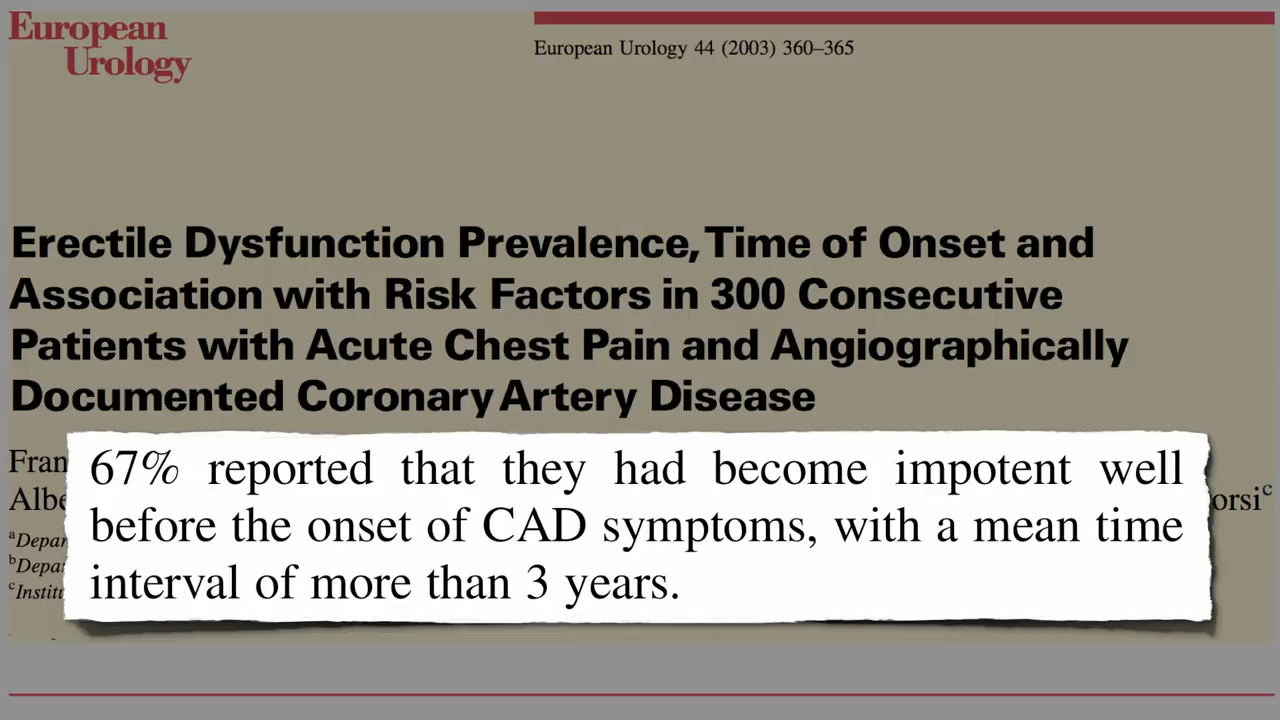 European
Urology
European Urology 44 (2003) 360–365
Erectile Dysfunction Prevalence, Time of Onset and
Association with Risk Factors in 300 Consecutive
Patients with Acute Chest Pain and Angiographically
Documented Coronary Artery Disease
67% reported that they had become impotent well
before the onset of CAD symptoms, with a mean time
interval of more than 3 years.